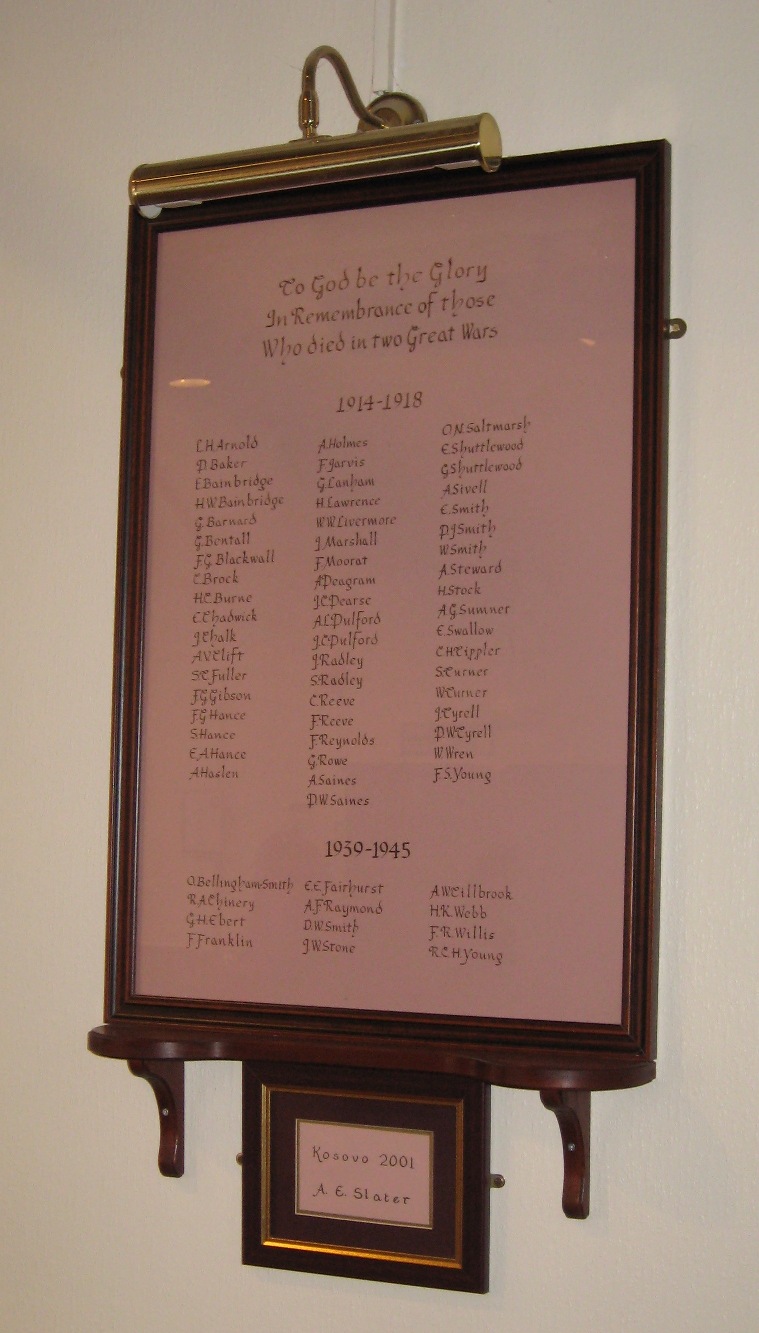 To God be the Glory
In Remembrance of those
Who died in two Great Wars
1914-1918
L.H.Arnold
D.Baker
E.Bainbridge
H.W.Bainbridge
G.Barnard
G.Bentall
F.G.Blackwall
C.Brock
H.C.Burne
E.Chadwick
J.Chalk
A.V.Clift
S.C.Fuller
F.G.Gibson
F.G.Hance
S.Hance
E.A.Hance
A.Haslen
A.Holmes
F.Jarvis
G.Lanham
H.Lawrence
W.W.Livermore
J.Marshall
F.Moorat
A.Peagram
J.C.Pearse
A.L.Pulford
J.C.Pulford
J.Radley
S.Radley
C.Reeve
F.Reeve
F.Reynolds
G.Rowe
A.Saines
D.W.Saines
O.N.Saltmarsh
E.Shuttlewood
G.Shuttlewood
A.Sivell
E.Smith
D.J.Smith
W.Smith
A.Steward
H.Stock
A.G.Sumner
E.Swallow
C.H.Tippler
S.Turner
W.Turner
J.Tyrell
D.W.Tyrell
W.Wren
F.S.Young
1939-1945
O.Bellingham-Smith
R.A.Chinery
G.H.Ebert
F.Franklin
E.E.Fairhurst
A.F.Raymond
D.W.Smith
J.W.Stone
A.W.Tillbrook
H.K.Webb
F.R.Willis
R.C.H.Young
Kosovo 2001
A. E. Slater